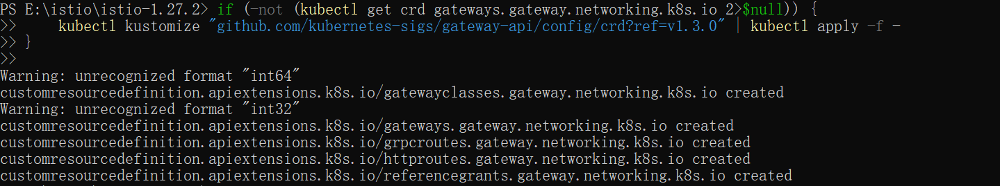 PS E:\istio\istio-1.27.2> if (-not (kubectl get crd gateways.gateway.networking.k8s.io 2>$null)) {
>>     kubectl kustomize "github.com/kubernetes-sigs/gateway-api/config/crd?ref=v1.3.0" | kubectl apply -f -
>> }
>>
Warning: unrecognized format "int64"
customresourcedefinition.apiextensions.k8s.io/gatewayclasses.gateway.networking.k8s.io created
Warning: unrecognized format "int32"
customresourcedefinition.apiextensions.k8s.io/gateways.gateway.networking.k8s.io created
customresourcedefinition.apiextensions.k8s.io/grpcroutes.gateway.networking.k8s.io created
customresourcedefinition.apiextensions.k8s.io/httproutes.gateway.networking.k8s.io created
customresourcedefinition.apiextensions.k8s.io/referencegrants.gateway.networking.k8s.io created